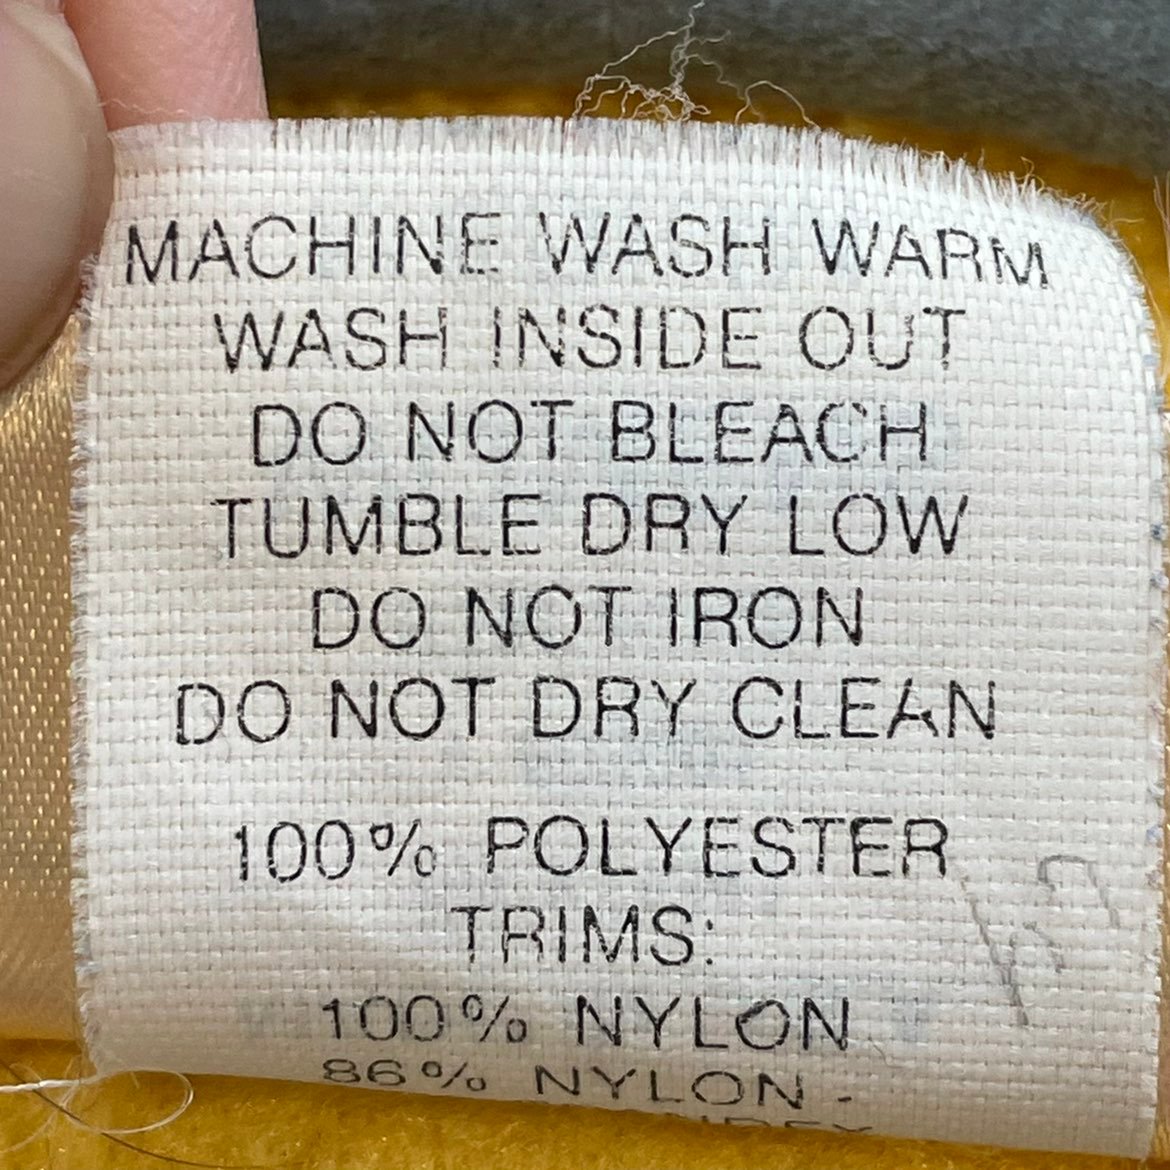 MACHINE WASH WARM
WASH INSIDE OUT
DO NOT BLEACH
TUMBLE DRY LOW
DO NOT IRON
DO NOT DRY CLEAN
100% POLYESTER
TRIMS:
100% NYLON
86% NYLON -